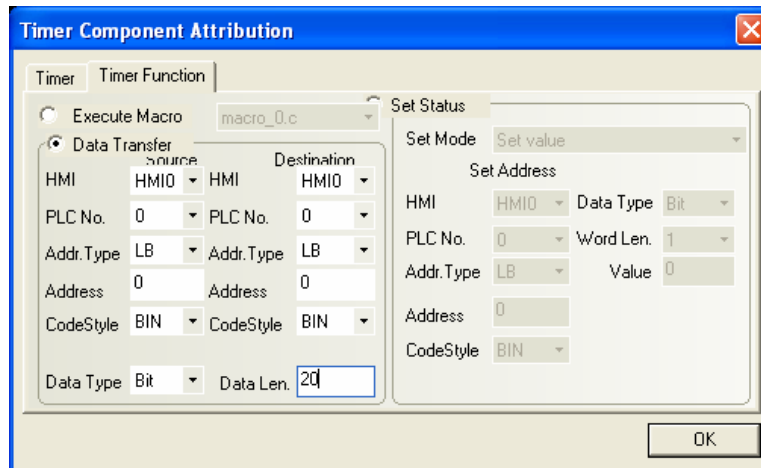 Timer Component Attribution
Timer Timer Function
Execute Macro macro_0.c
Data Transfer
Source Destination
HMI HMI0 HMI HMI0
PLC No. 0 PLC No. 0
Addr.Type LB Addr.Type LB
Address 0 Address 0
CodeStyle BIN CodeStyle BIN
Data Type Bit Data Len. 20
Set Status
Set Mode Set value
Set Address
HMI HMI0 Data Type Bit
PLC No. 0 Word Len. 1
Addr.Type LB Value 0
Address 0
CodeStyle BIN
OK